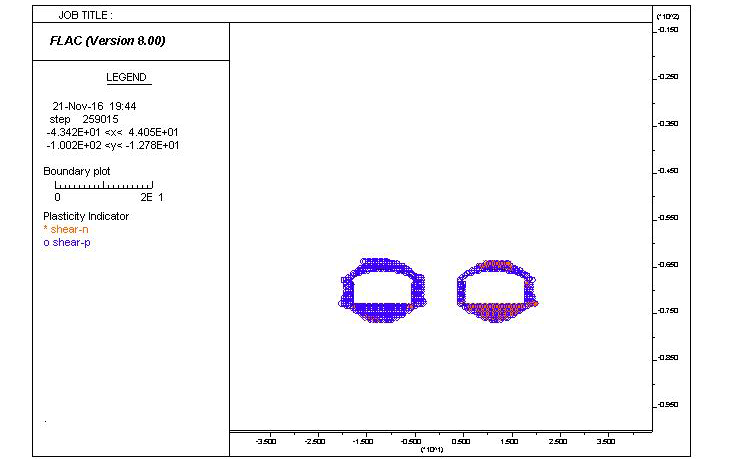 JOB TITLE :
FLAC (Version 8.00)
LEGEND
21-Nov-16 19:44
step 259015
-4.342E+01 <x< 4.405E+01
-1.002E+02 <y< -1.278E+01
Boundary plot
0 2E 1
Plasticity Indicator
* shear-n
o shear-p
(*10^2)
-0.150
-0.250
-0.350
-0.450
-0.550
-0.650
-0.750
-0.850
-0.950
-3.500 -2.500 -1.500 -0.500 0.500 1.500 2.500 3.500
(*10^1)